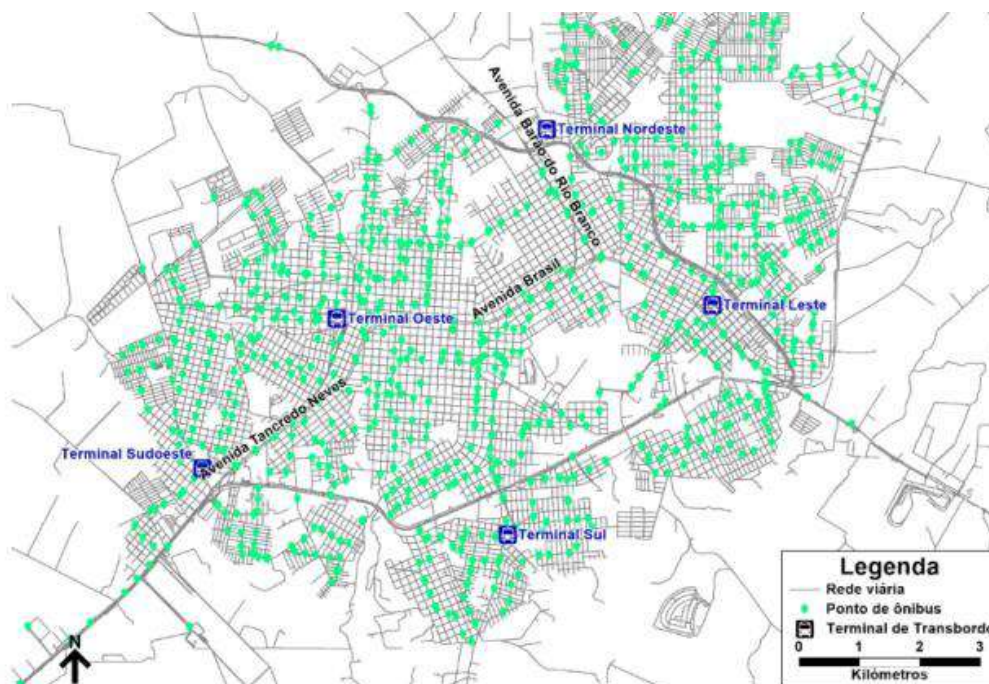 Avenida Barão do Rio Branco
Terminal Nordeste
Avenida Brasil
Terminal Leste
Terminal Oeste
Avenida Tancredo Neves
Terminal Sudoeste
Terminal Sul
N
Legenda
Rede viária
Ponto de ônibus
Terminal de Transbordo
0 1 2 3
Kilómetros